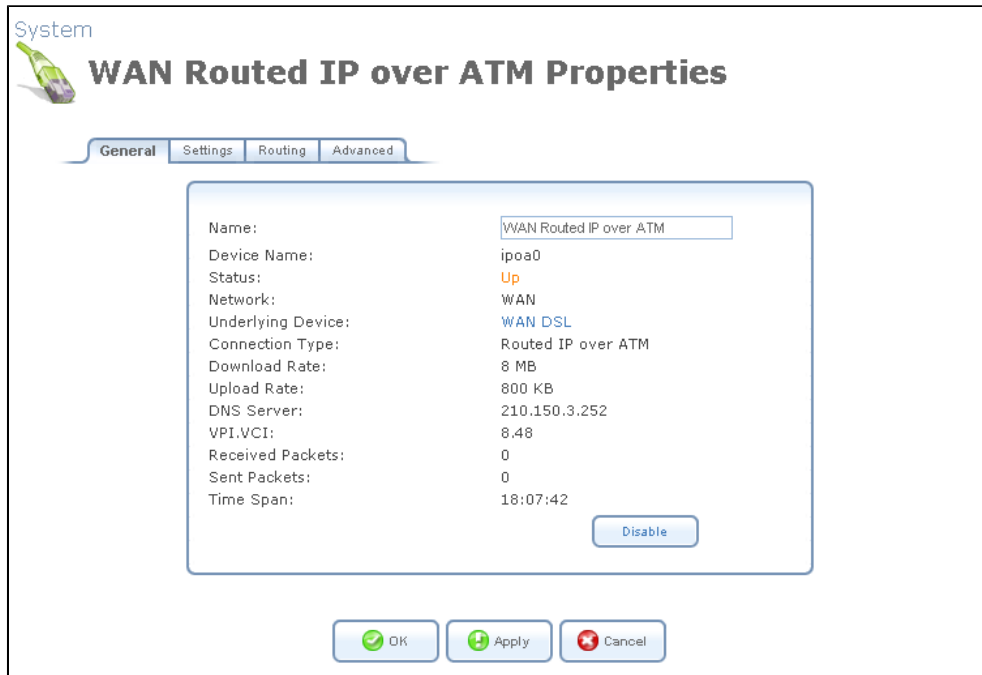 System
WAN Routed IP over ATM Properties
General Settings Routing Advanced
Name: WAN Routed IP over ATM
Device Name: ipoa0
Status: Up
Network: WAN
Underlying Device: WAN DSL
Connection Type: Routed IP over ATM
Download Rate: 8 MB
Upload Rate: 800 KB
DNS Server: 210.150.3.252
VPI.VCI: 8.48
Received Packets: 0
Sent Packets: 0
Time Span: 18:07:42
Disable
OK Apply Cancel